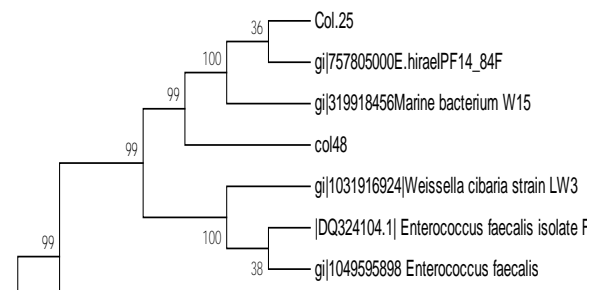 36
Col.25
gi|757805000E.hiraeIPF14_84F
100
gi|319918456Marine bacterium W15
99
col48
99
gi|1031916924|Weissella cibaria strain LW3
|DQ324104.1| Enterococcus faecalis isolate F
100
38
gi|1049595898 Enterococcus faecalis
99